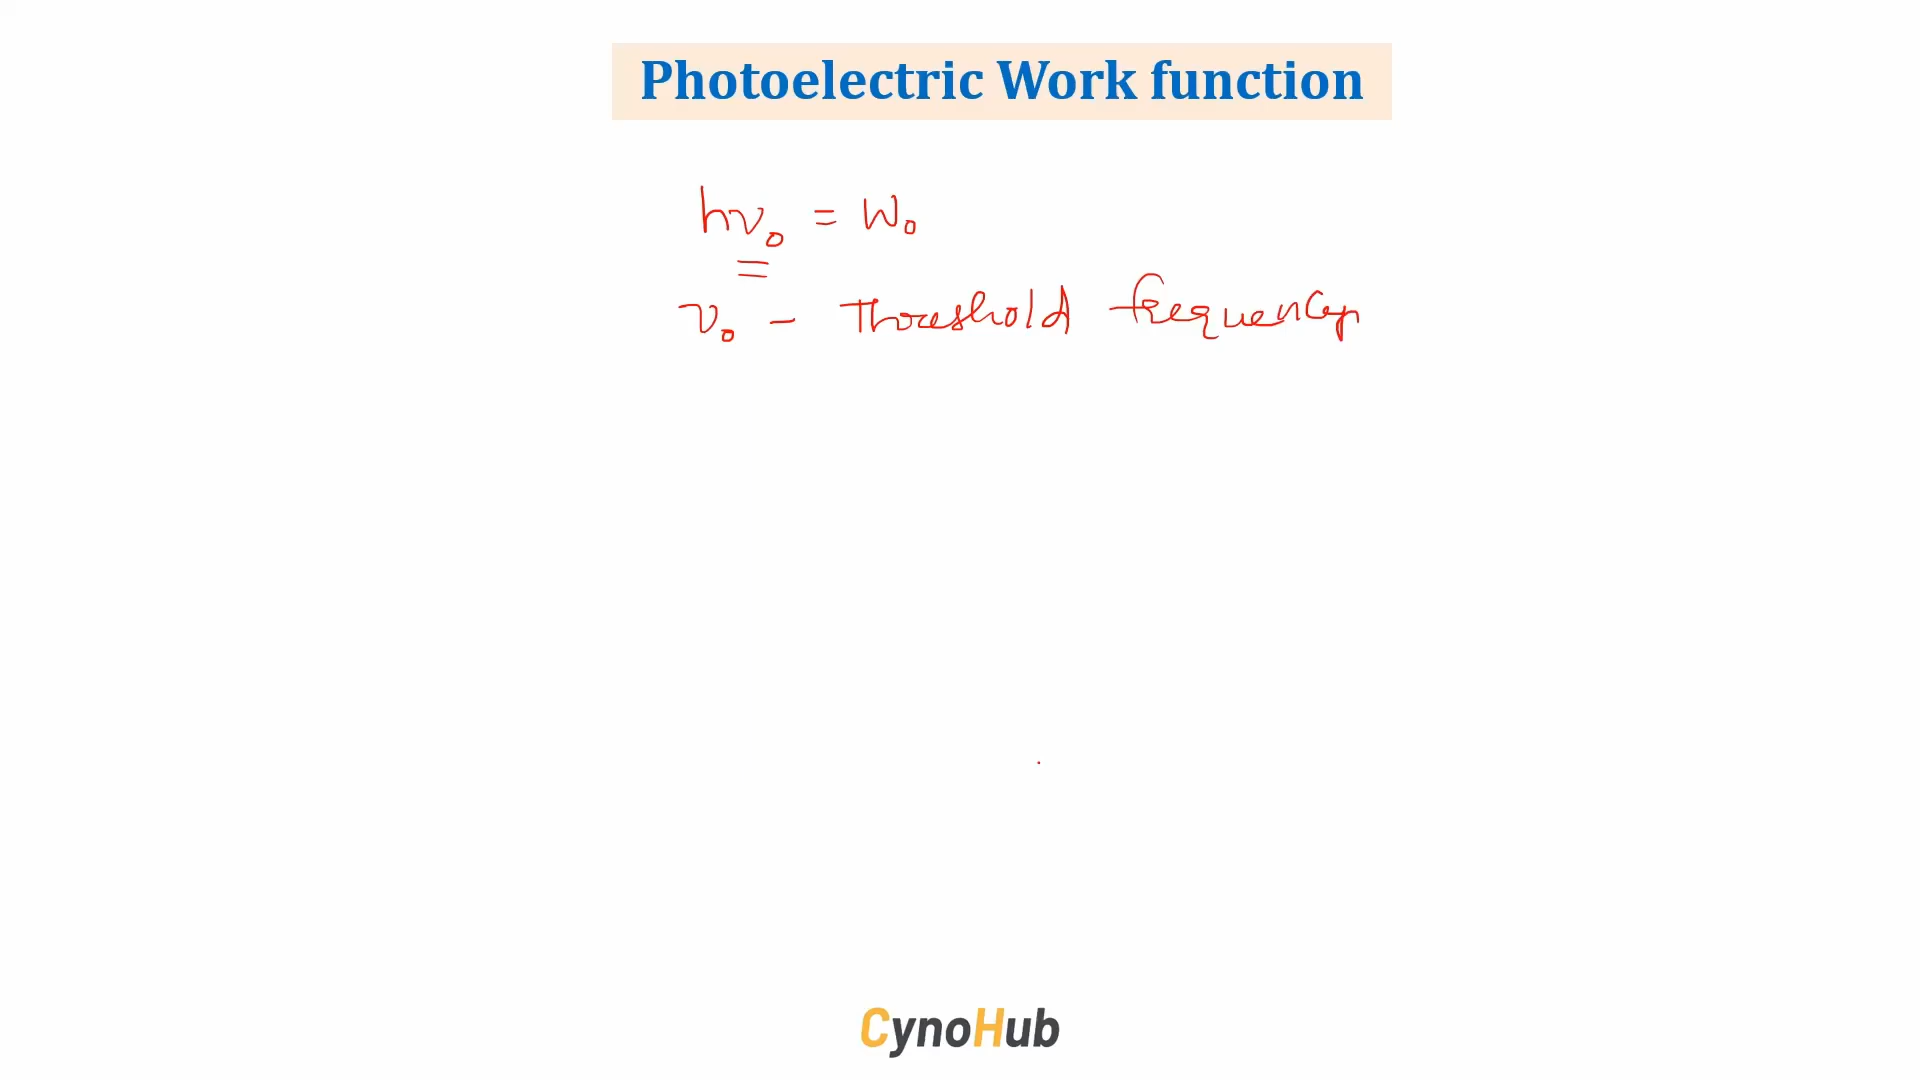 Photoelectric Work function
hν₀ = W₀
ν₀ - Threshold frequency
CynoHub